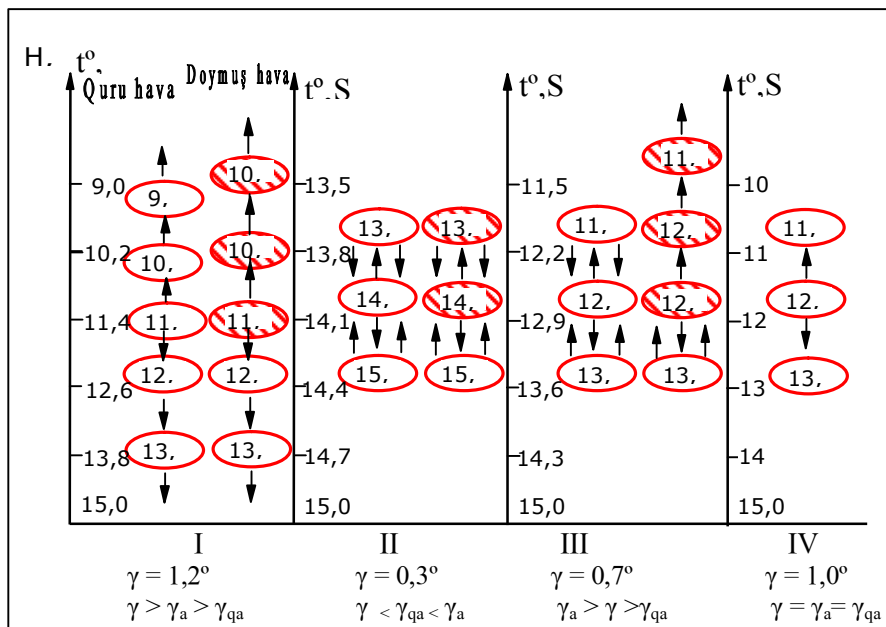 H.
t°,
Quru hava
Doymuş hava
9,0
10,2
11,4
12,6
13,8
15,0
9,
10,
11.
12,
13,
10,
10,
11,
12,
13,
t°,S
13,5
13,8
14,1
14,4
14,7
15,0
13,
14,
15,
13.
14,
15,
t°,S
11,5
12,2
12,9
13,6
14,3
15,0
11,
12,
13,
11,
12,
12,
13,
t°,S
10
11
12
13
14
15,0
11,
12,
13,
I
II
III
IV
γ = 1,2°
γ = 0,3°
γ = 0,7°
γ = 1,0°
γ > γa > γqa
γ < γqa < γa
γa > γ >γqa
γ = γa= γqa